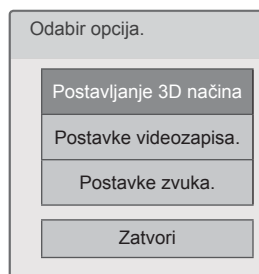 Odabir opcija.
Postavljanje 3D načina
Postavke videozapisa.
Postavke zvuka.
Zatvori